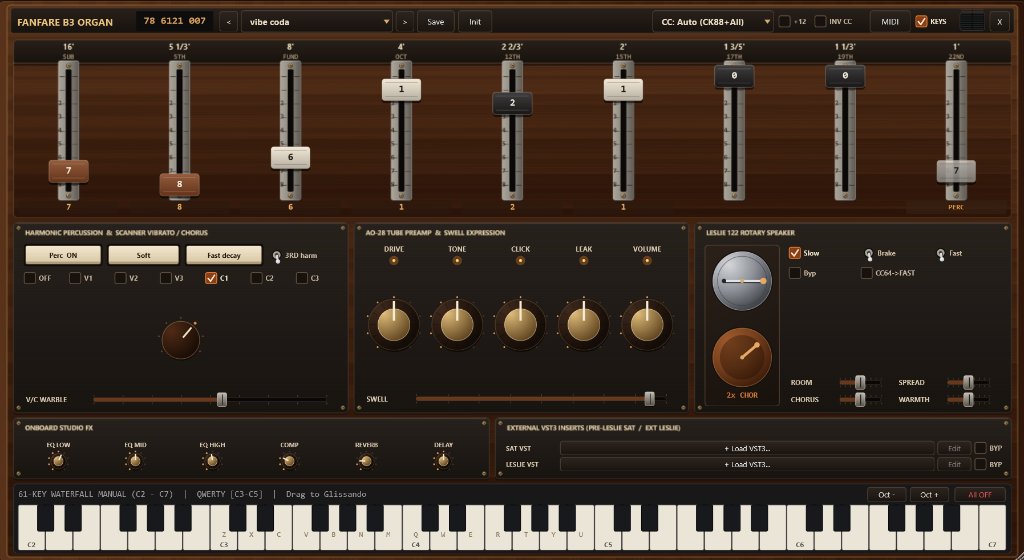 FANFARE B3 ORGAN 78 6121 007 < vibe coda > Save Init CC: Auto (CK88+All) +12 INV CC MIDI KEYS X
16' 5 1/3' 8' 4' 2 2/3' 2' 1 3/5' 1 1/3' 1'
SUB 5TH FUND OCT 12TH 15TH 17TH 19TH 22ND
7 8 6 1 2 1 0 0 7
7 8 6 1 2 1 PERC
HARMONIC PERCUSSION & SCANNER VIBRATO / CHORUS
Perc ON Soft Fast decay 3RD harm
OFF V1 V2 V3 C1 C2 C3
V/C WARBLE
AO-28 TUBE PREAMP & SWELL EXPRESSION
DRIVE TONE CLICK LEAK VOLUME
SWELL
LESLIE 122 ROTARY SPEAKER
Slow Brake Fast
Byp CC64->FAST
2x CHOR
ROOM SPREAD
CHORUS WARMTH
ONBOARD STUDIO FX
EQ LOW EQ MID EQ HIGH COMP REVERB DELAY
EXTERNAL VST3 INSERTS (PRE-LESLIE SAT / EXT LESLIE)
SAT VST + Load VST3... Edit BYP
LESLIE VST + Load VST3... Edit BYP
61-KEY WATERFALL MANUAL (C2 - C7) | QWERTY [C3-C5] | Drag to Glissando Oct - Oct + All OFF
Z X C V B N M Q W E R T Y U
C2 C3 C4 C5 C6 C7